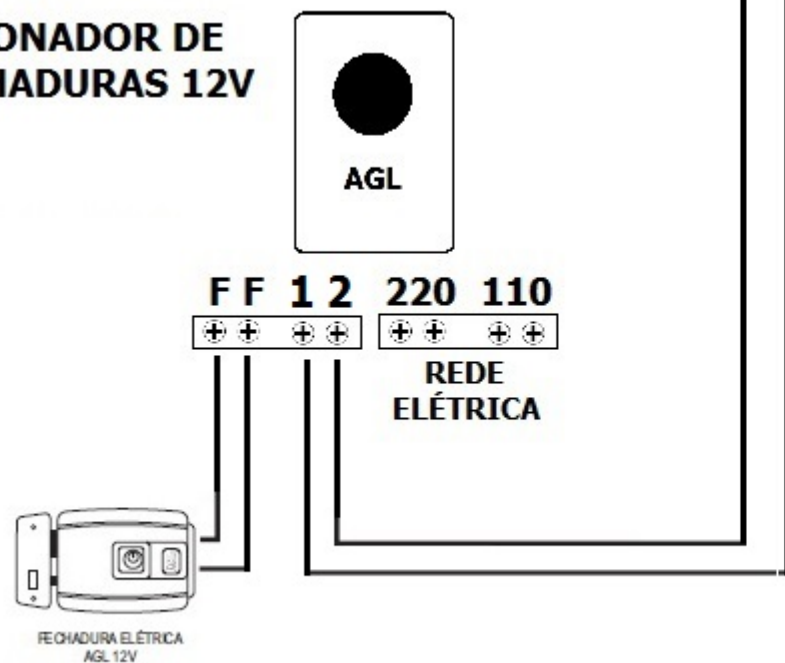 ONADOR DE
HADURAS 12V
AGL
F F 1 2 220 110
REDE
ELÉTRICA
FECHADURA ELÉTRICA
AGL 12V